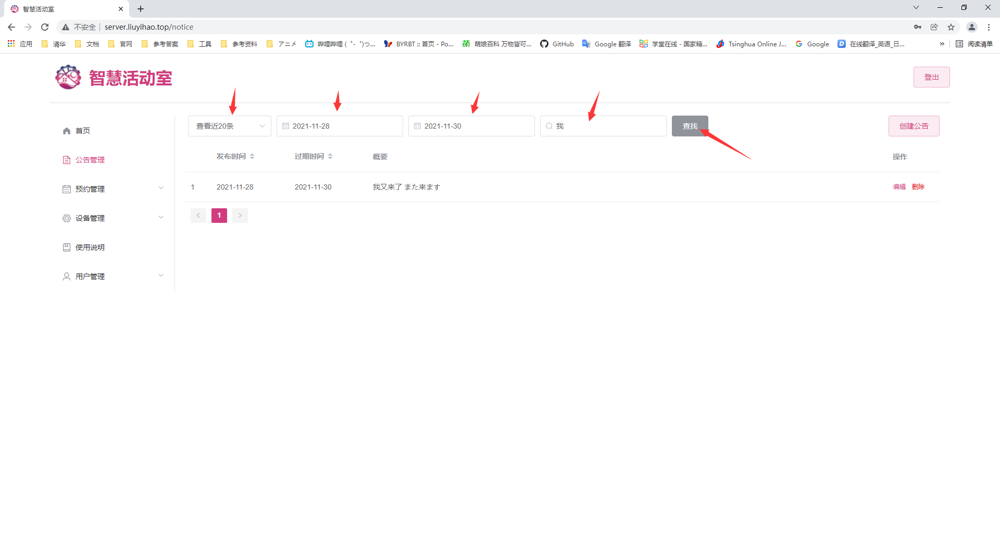 智慧活动室
不安全 server.liuyihao.top/notice
应用 清华 文档 官网 参考答案 工具 参考资料 アニメ 哔哩哔哩 ( ゜- ゜)つ... BYRBT :: 首页 - Po... 萌娘百科 万物皆可... GitHub Google 翻译 学堂在线 - 国家精... Tsinghua Online J... Google 在线翻译_英语_日... » 阅读清单
智慧活动室
登出
首页
公告管理
预约管理
设备管理
使用说明
用户管理
查看近20条 2021-11-28 2021-11-30 我 查找 创建公告
发布时间 过期时间 概要 操作
1 2021-11-28 2021-11-30 我又来了 また来ます 编辑 删除
1